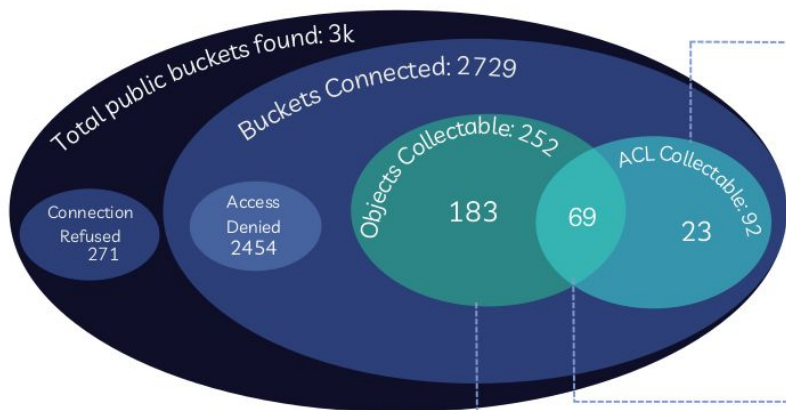 Total public buckets found: 3k
Buckets Connected: 2729
Objects Collectable: 252
ACL Collectable: 92
Connection
Refused
271
Access
Denied
2454
183
69
23